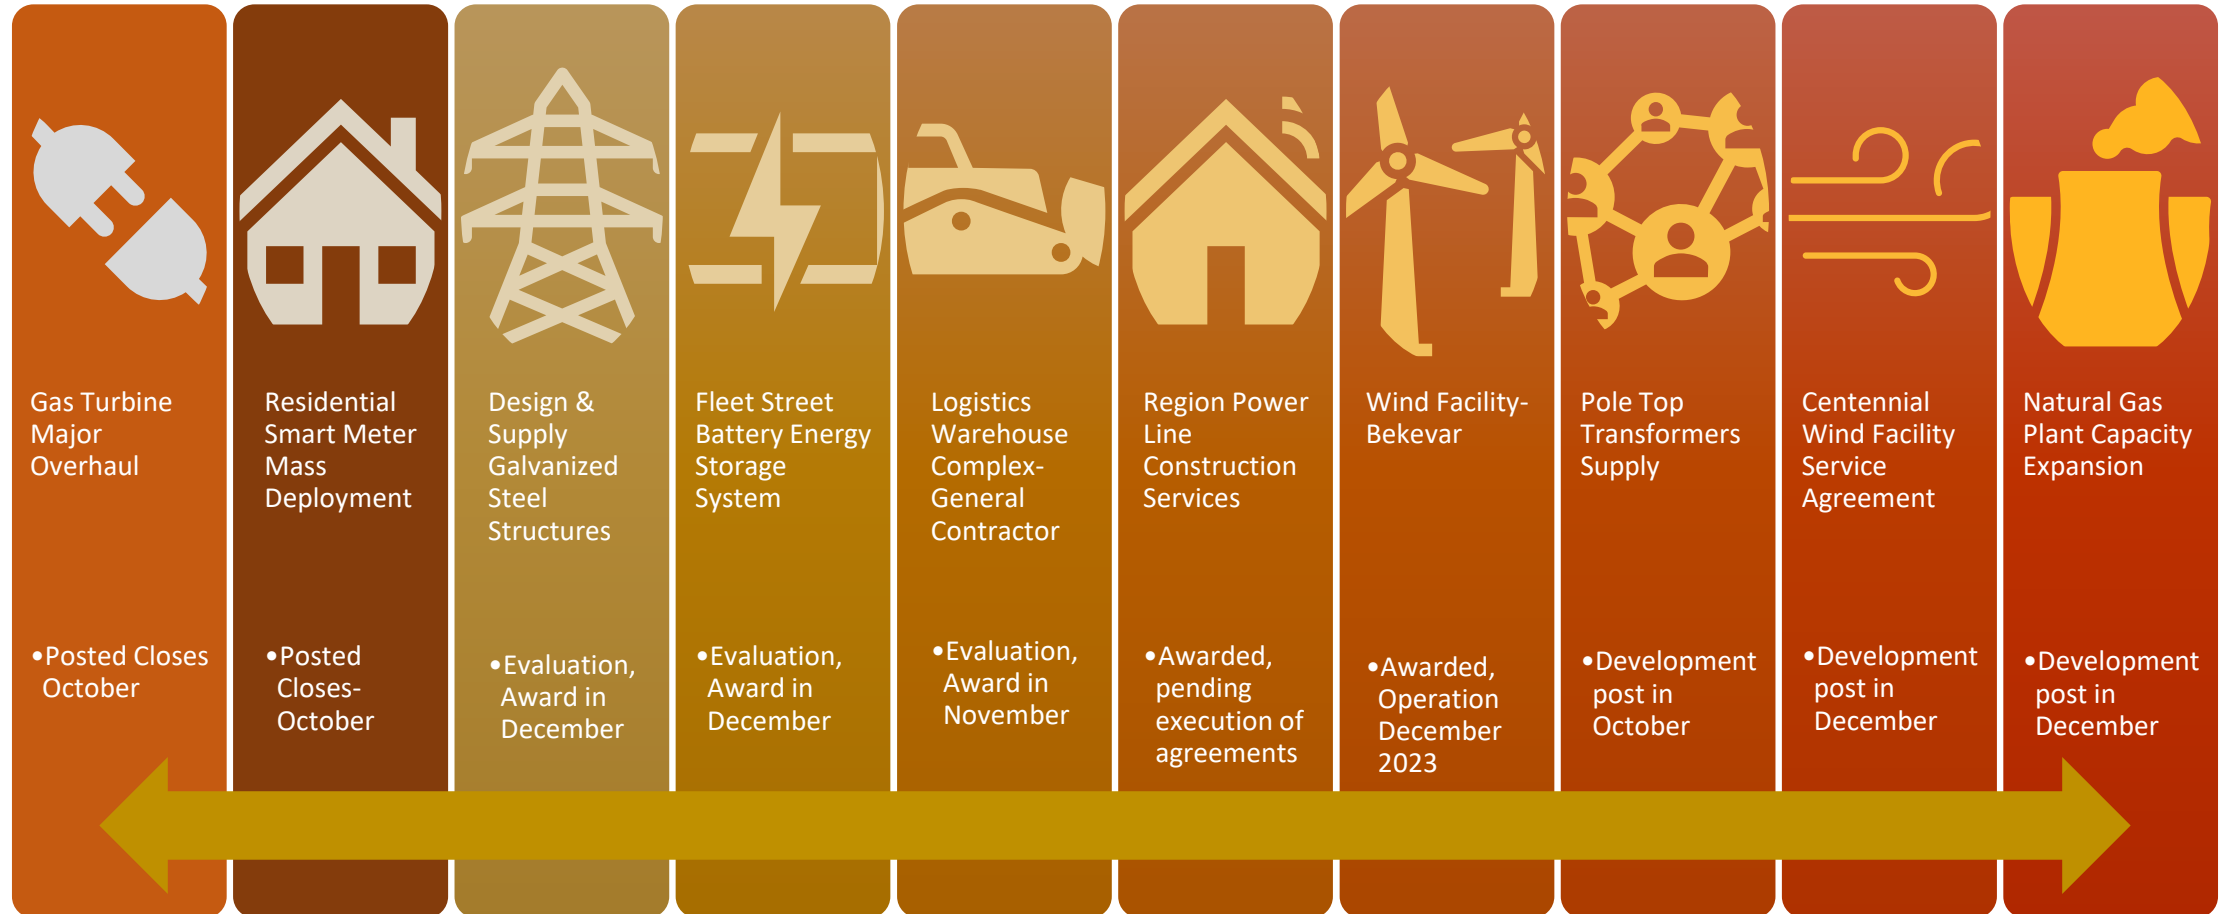 Gas Turbine
Major
Overhaul
•Posted Closes
October
Residential
Smart Meter
Mass
Deployment
•Posted
Closes-
October
Design &
Supply
Galvanized
Steel
Structures
•Evaluation,
Award in
December
Fleet Street
Battery Energy
Storage
System
•Evaluation,
Award in
December
Logistics
Warehouse
Complex-
General
Contractor
•Evaluation,
Award in
November
Region Power
Line
Construction
Services
•Awarded,
pending
execution of
agreements
Wind Facility-
Bekevar
•Awarded,
Operation
December
2023
Pole Top
Transformers
Supply
•Development
post in
October
Centennial
Wind Facility
Service
Agreement
•Development
post in
December
Natural Gas
Plant Capacity
Expansion
•Development
post in
December